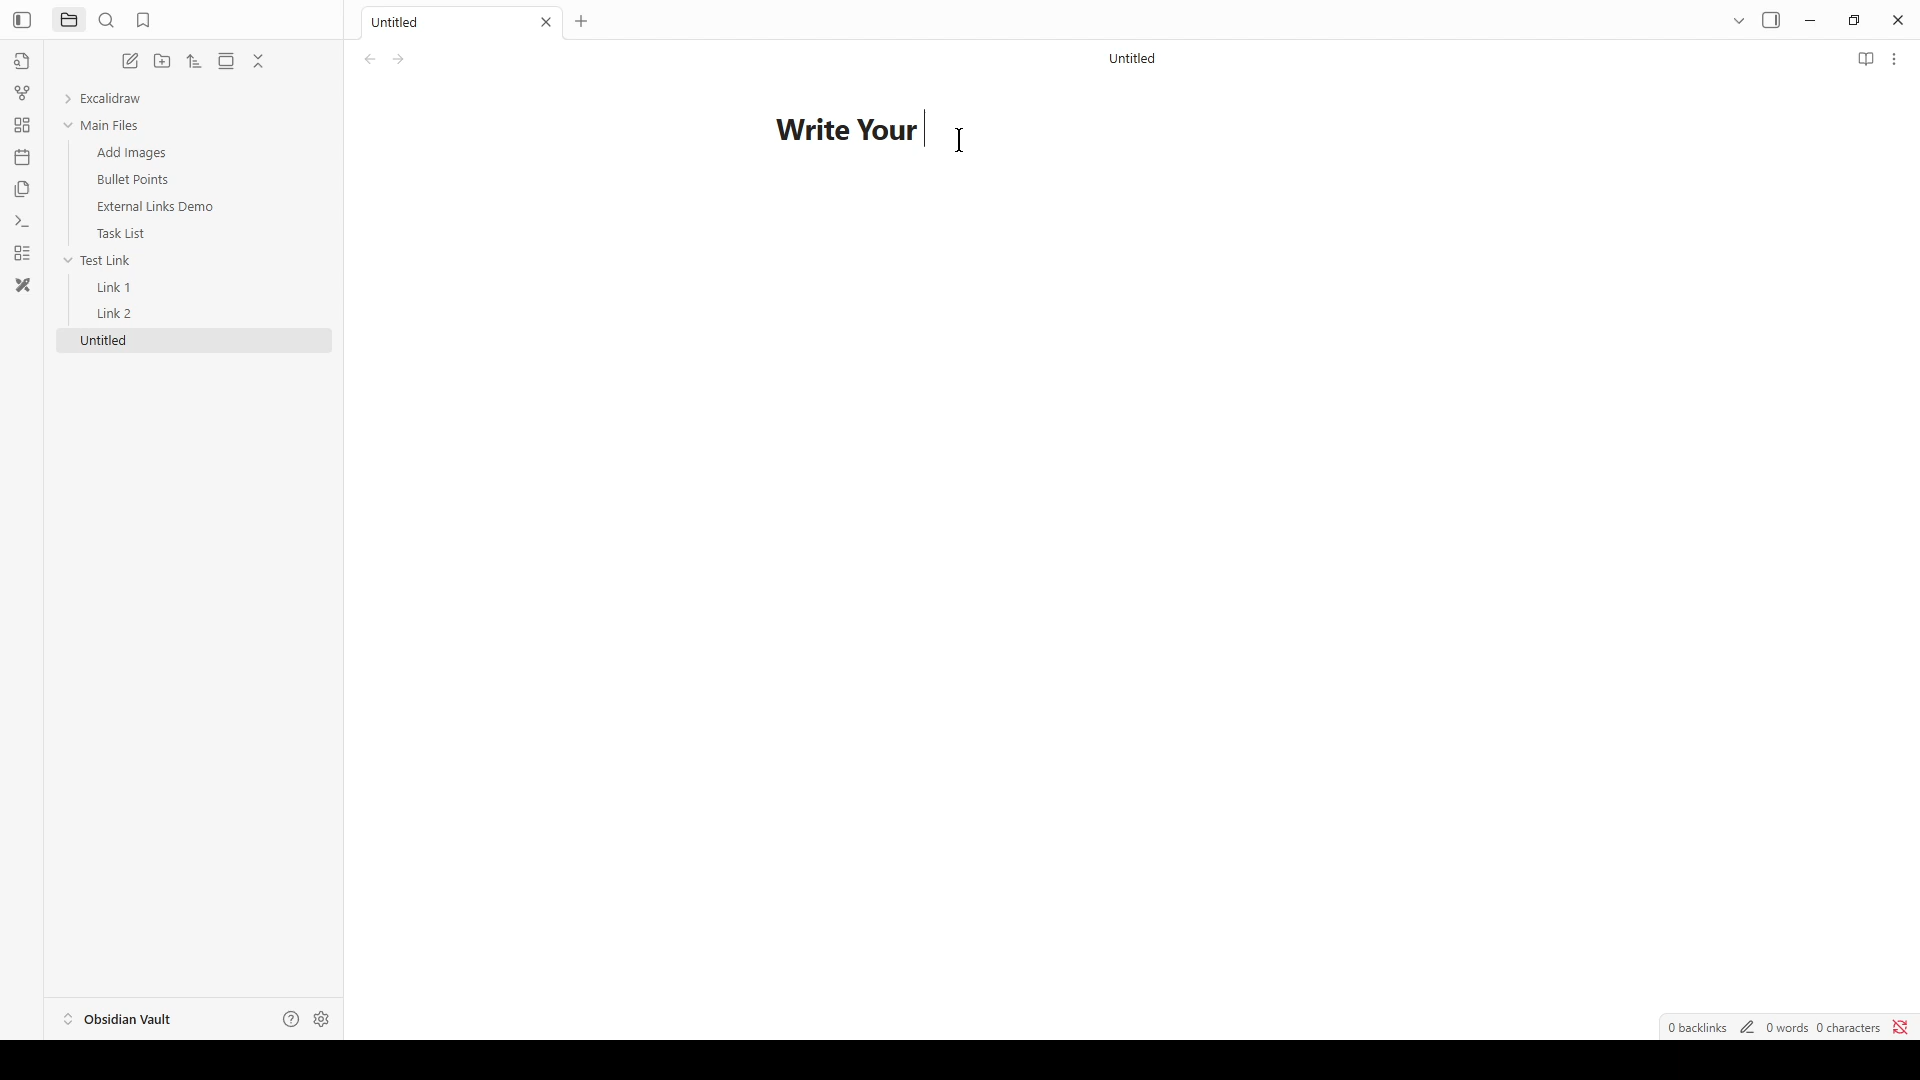 Untitled
Untitled
Write Your
Excalidraw
Main Files
Add Images
Bullet Points
External Links Demo
Task List
Test Link
Link 1
Link 2
Untitled
Obsidian Vault
0 backlinks 0 words 0 characters